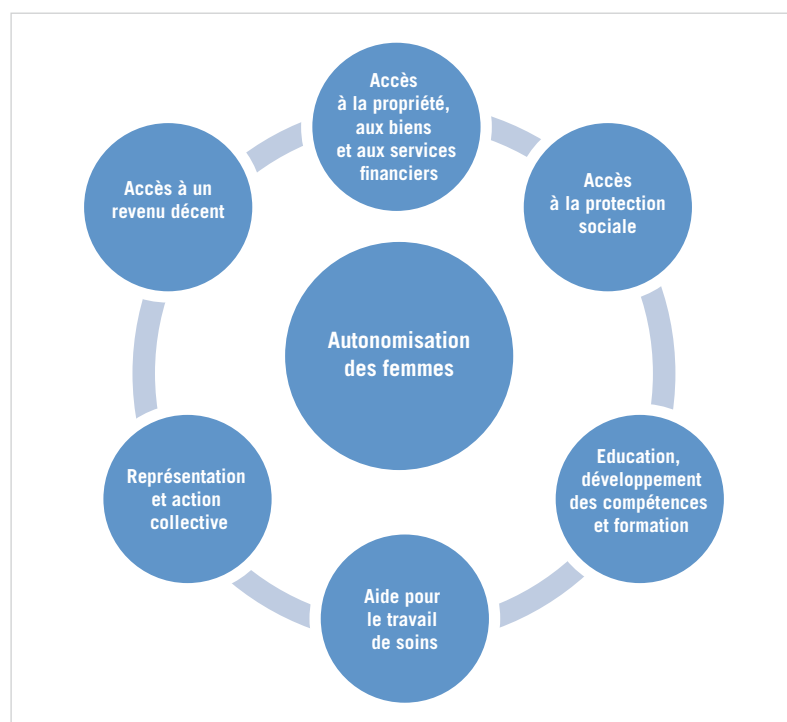 Accès
à la propriété,
aux biens
et aux services
financiers
Accès
à la protection
sociale
Education,
développement
des compétences
et formation
Aide pour
le travail
de soins
Représentation
et action
collective
Accès à un
revenu décent
Autonomisation
des femmes